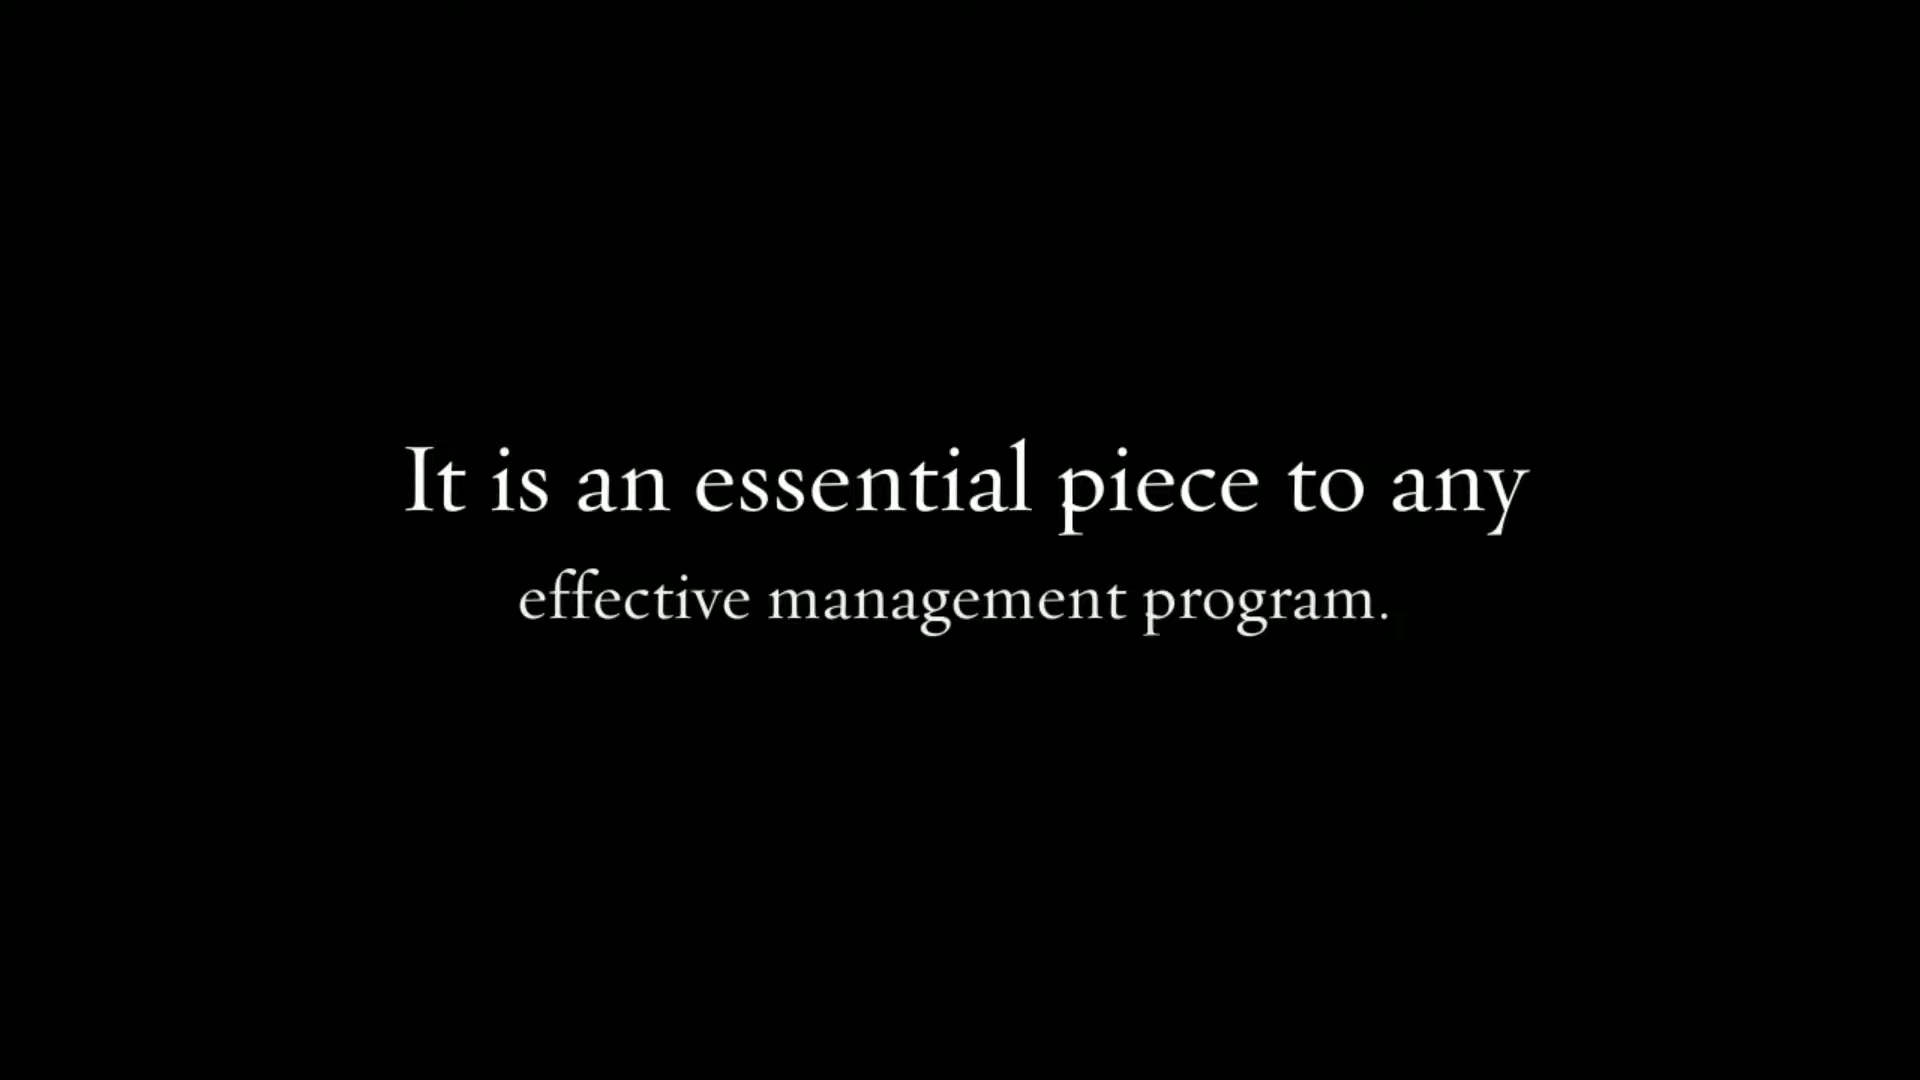 It is an essential piece to any
effective management program.